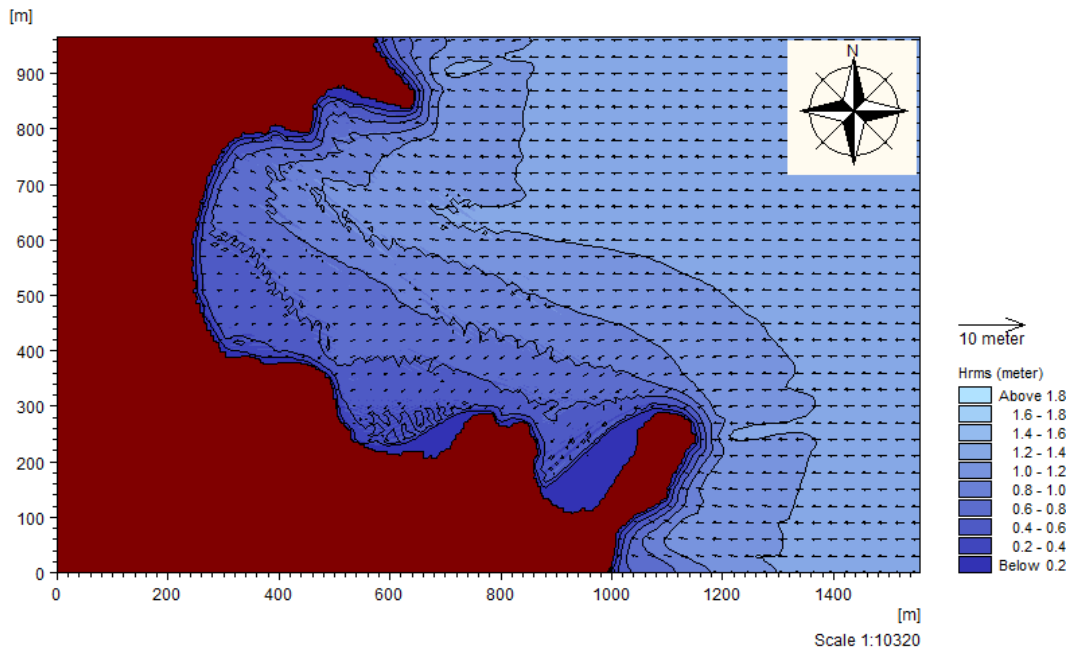 [m]
N
900
800
700
600
500
400
300
200
100
0
0 200 400 600 800 1000 1200 1400
[m]
Scale 1:10320
10 meter
Hrms (meter)
Above 1.8
1.6 - 1.8
1.4 - 1.6
1.2 - 1.4
1.0 - 1.2
0.8 - 1.0
0.6 - 0.8
0.4 - 0.6
0.2 - 0.4
Below 0.2